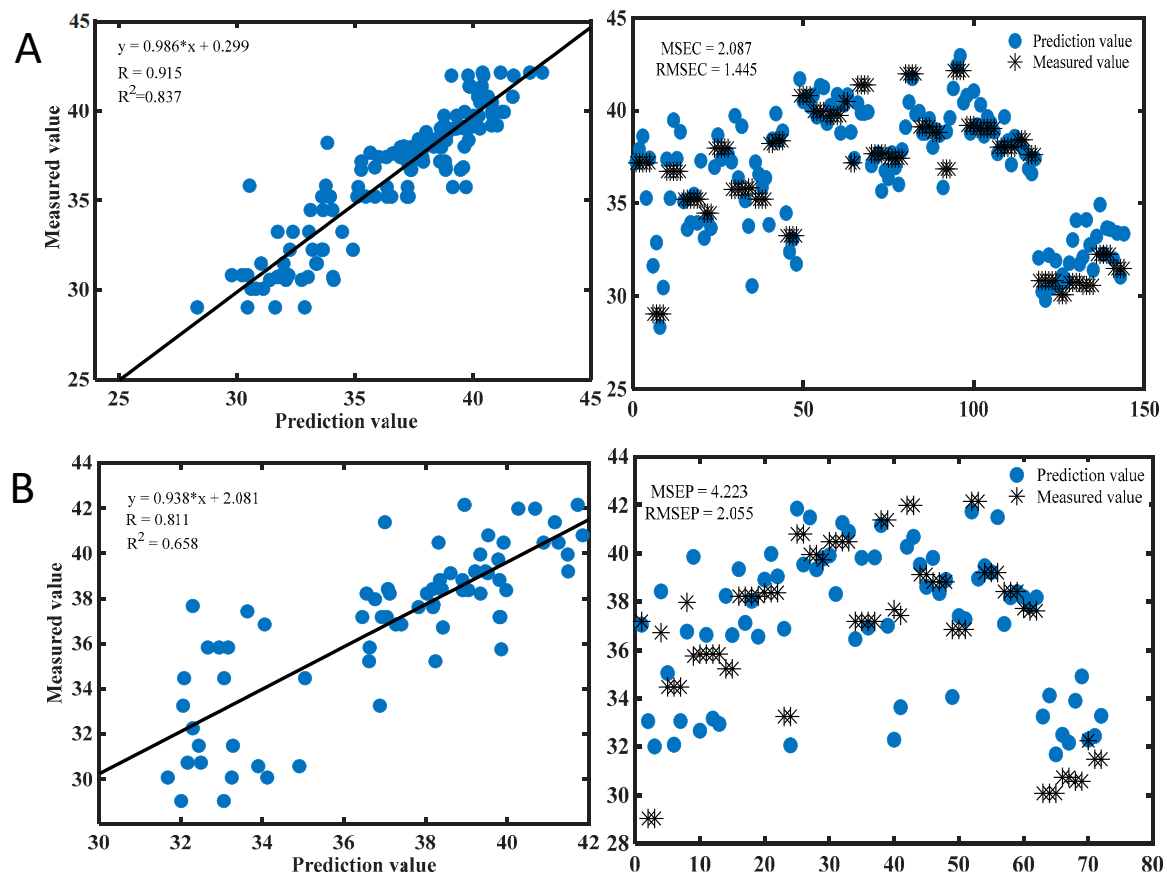 A
y = 0.986*x + 0.299
R = 0.915
R²=0.837
Measured value
45
40
35
30
25
25
30
35
40
45
Prediction value
MSEC = 2.087
RMSEC = 1.445
Prediction value
Measured value
45
40
35
30
25
0
50
100
150
B
y = 0.938*x + 2.081
R = 0.811
R² = 0.658
Measured value
44
42
40
38
36
34
32
30
30
32
34
36
38
40
42
Prediction value
MSEP = 4.223
RMSEP = 2.055
Prediction value
Measured value
44
42
40
38
36
34
32
30
28
0
10
20
30
40
50
60
70
80